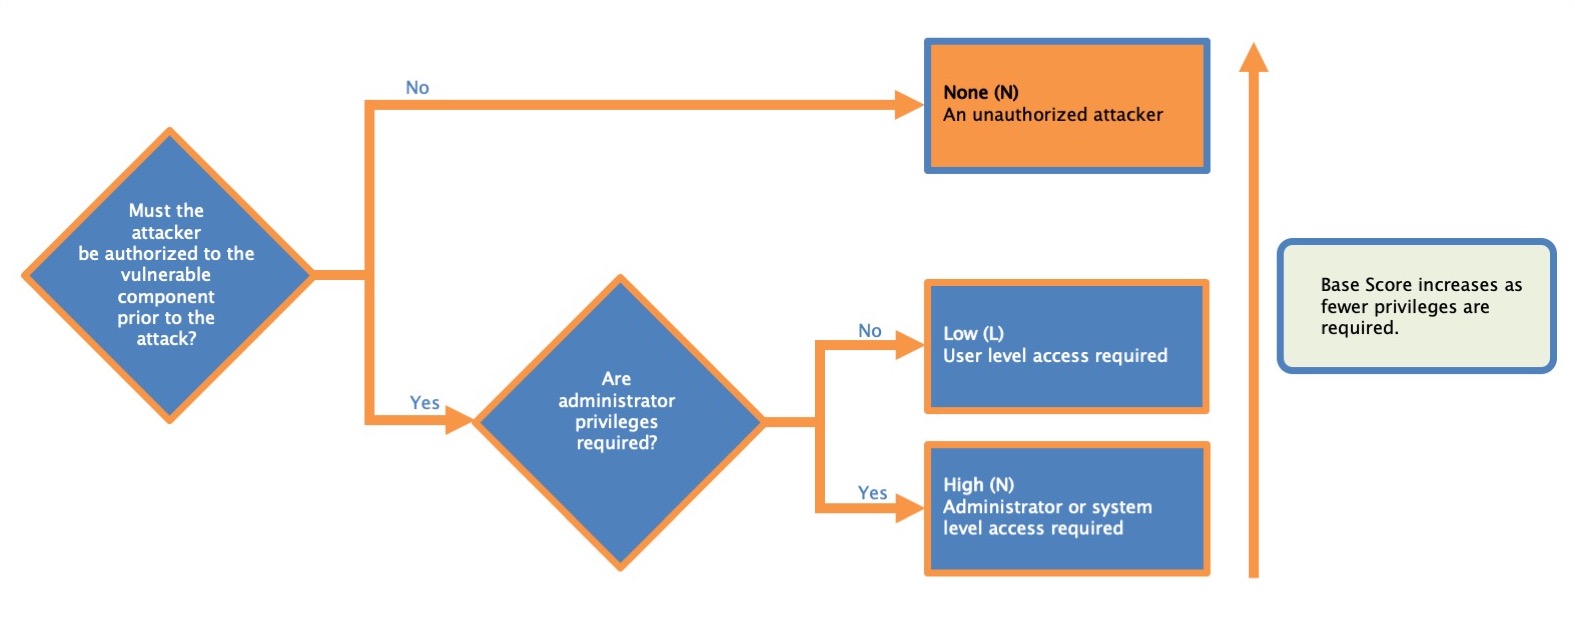 No
None (N)
An unauthorized attacker
Must the
attacker
be authorized to the
vulnerable
component
prior to the
attack?
Base Score increases as
fewer privileges are
required.
No
Low (L)
User level access required
Yes
Are
administrator
privileges
required?
Yes
High (N)
Administrator or system
level access required